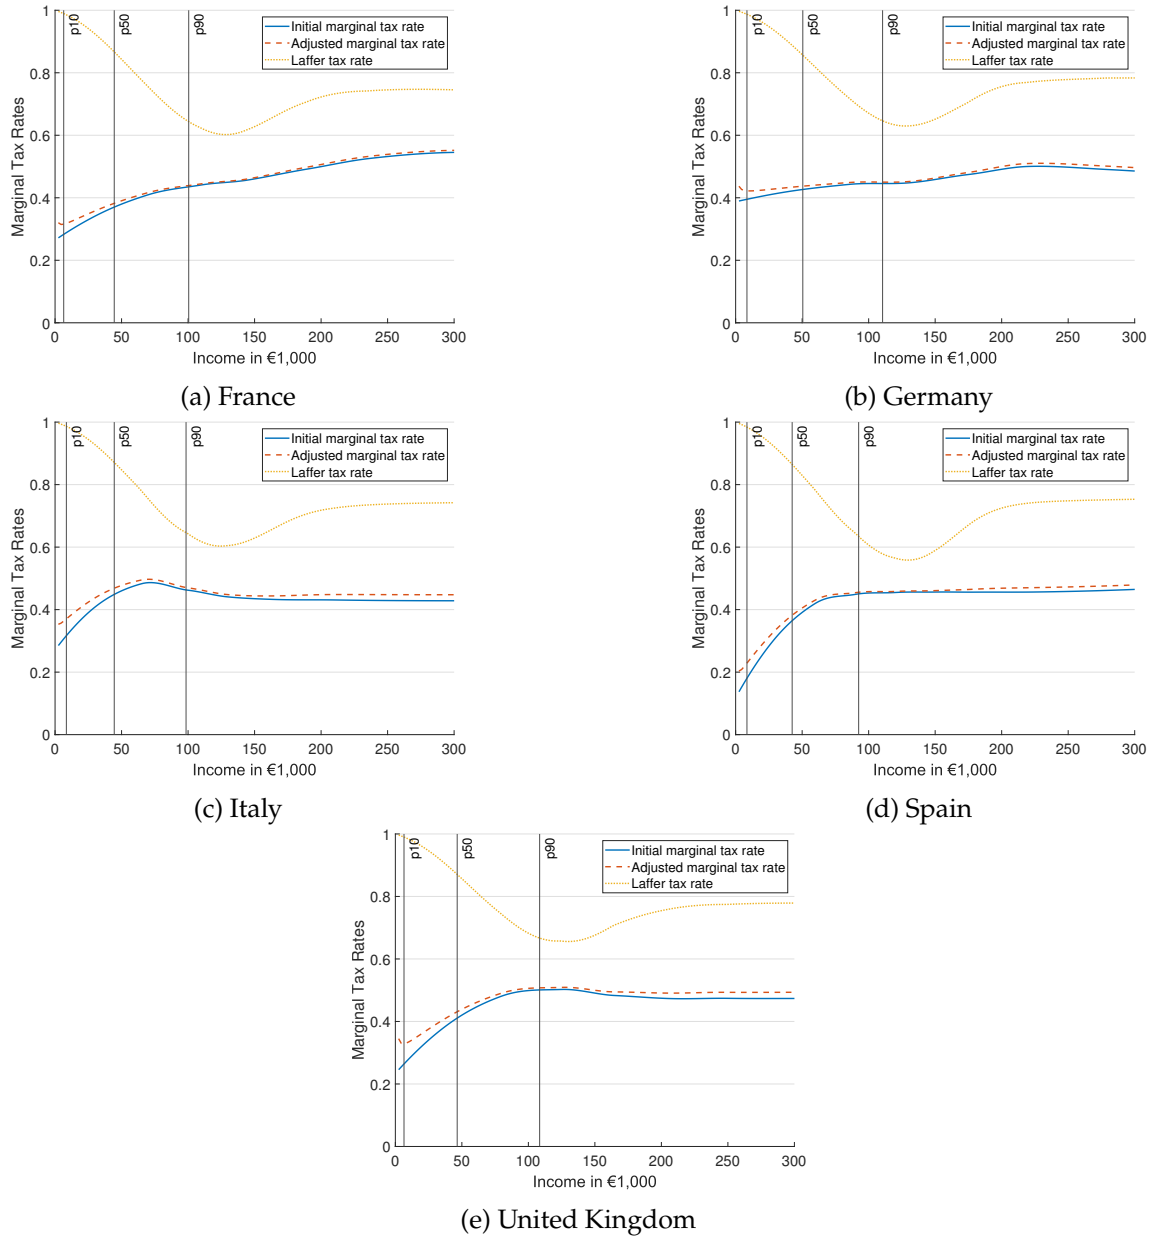 p10
p50
p90
Initial marginal tax rate
Adjusted marginal tax rate
Laffer tax rate
Marginal Tax Rates
1
0.8
0.6
0.4
0.2
0
0 50 100 150 200 250 300
Income in €1,000
(a) France
p10
p50
p90
Initial marginal tax rate
Adjusted marginal tax rate
Laffer tax rate
Marginal Tax Rates
1
0.8
0.6
0.4
0.2
0
0 50 100 150 200 250 300
Income in €1,000
(b) Germany
p10
p50
p90
Initial marginal tax rate
Adjusted marginal tax rate
Laffer tax rate
Marginal Tax Rates
1
0.8
0.6
0.4
0.2
0
0 50 100 150 200 250 300
Income in €1,000
(c) Italy
p10
p50
p90
Initial marginal tax rate
Adjusted marginal tax rate
Laffer tax rate
Marginal Tax Rates
1
0.8
0.6
0.4
0.2
0
0 50 100 150 200 250 300
Income in €1,000
(d) Spain
p10
p50
p90
Initial marginal tax rate
Adjusted marginal tax rate
Laffer tax rate
Marginal Tax Rates
1
0.8
0.6
0.4
0.2
0
0 50 100 150 200 250 300
Income in €1,000
(e) United Kingdom